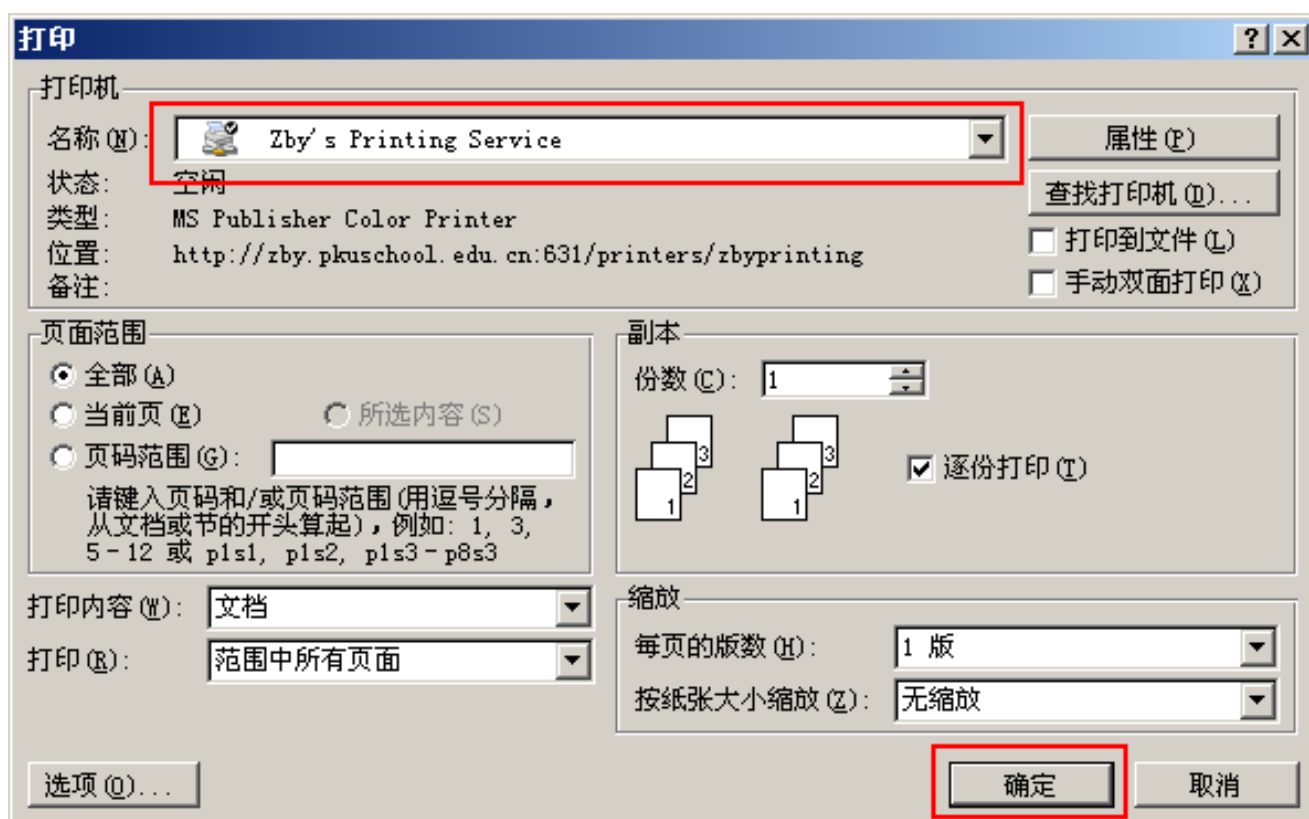 打印
打印机
名称(N): Zby's Printing Service 属性(P)
状态: 空闲
查找打印机(D)...
类型: MS Publisher Color Printer
位置: http://zby.pkuschool.edu.cn:631/printers/zbyprinting
打印到文件(L)
备注:
手动双面打印(X)
页面范围
全部(A)
当前页(E) 所选内容(S)
页码范围(G):
请键入页码和/或页码范围(用逗号分隔，
从文档或节的开头算起)，例如: 1, 3,
5-12 或 p1s1, p1s2, p1s3-p8s3
副本
份数(C): 1
3 3
2 2
1 1
逐份打印(T)
打印内容(W): 文档
打印(R): 范围中所有页面
缩放
每页的版数(H): 1 版
按纸张大小缩放(Z): 无缩放
选项(O)... 确定 取消